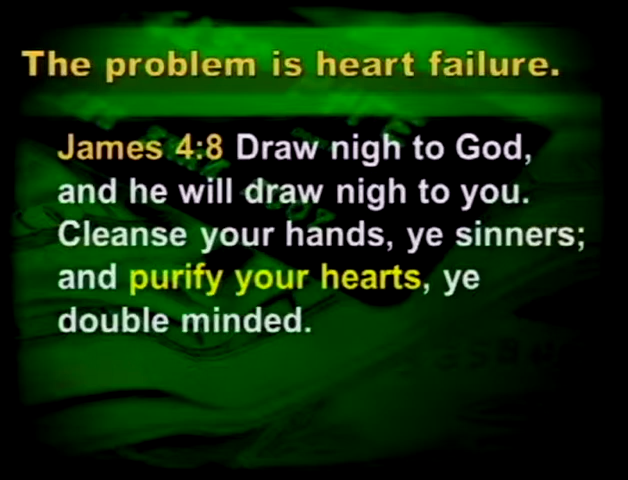 The problem is heart failure.
James 4:8 Draw nigh to God,
and he will draw nigh to you.
Cleanse your hands, ye sinners;
and purify your hearts, ye
double minded.